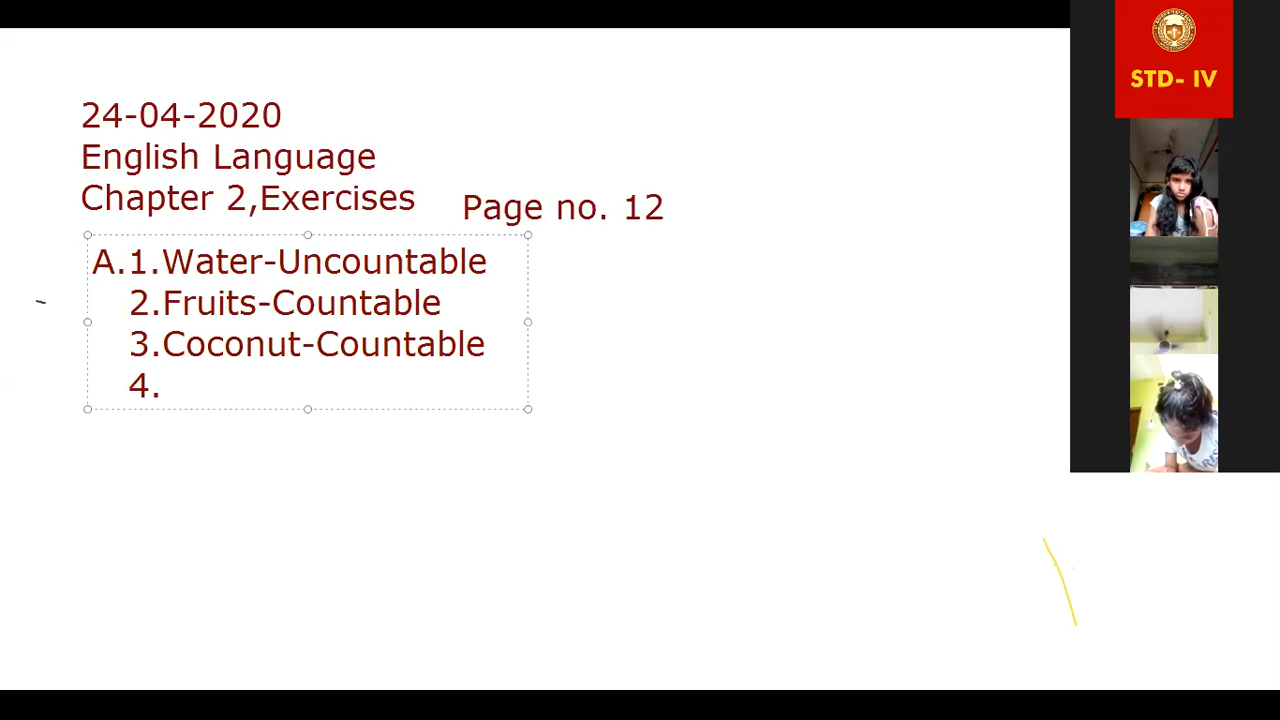 24-04-2020
English Language
Chapter 2,Exercises
Page no. 12
A.1.Water-Uncountable
2.Fruits-Countable
3.Coconut-Countable
4.
STD- IV